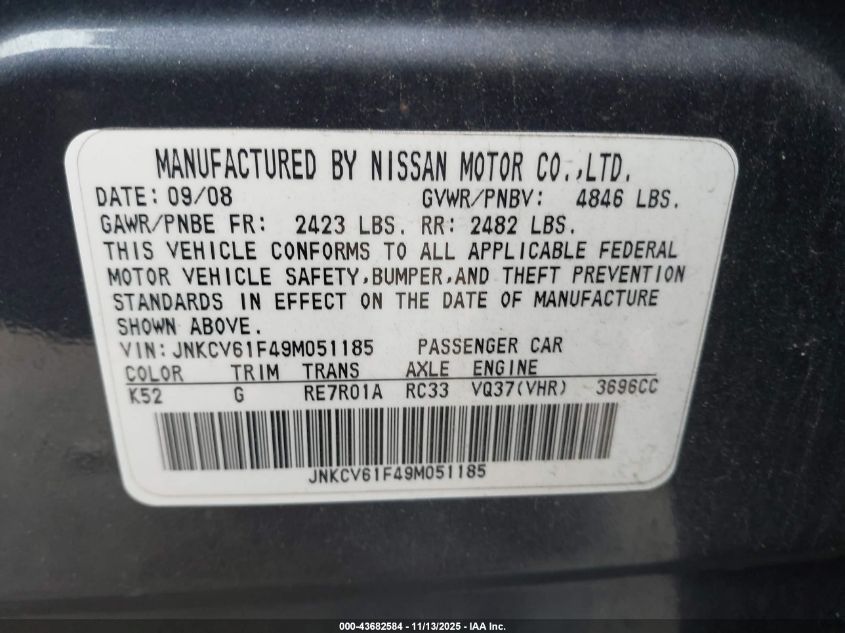 MANUFACTURED BY NISSAN MOTOR CO.,LTD.
DATE: 09/08 GVWR/PNBV: 4846 LBS.
GAWR/PNBE FR: 2423 LBS. RR: 2482 LBS.
THIS VEHICLE CONFORMS TO ALL APPLICABLE FEDERAL
MOTOR VEHICLE SAFETY,BUMPER,AND THEFT PREVENTION
STANDARDS IN EFFECT ON THE DATE OF MANUFACTURE
SHOWN ABOVE.
VIN:JNKCV61F49M051185 PASSENGER CAR
COLOR TRIM TRANS AXLE ENGINE
K52 G RE7R01A RC33 VQ37(VHR) 3696CC
JNKCV61F49M051185
000-43682584 - 11/13/2025 - IAA Inc.